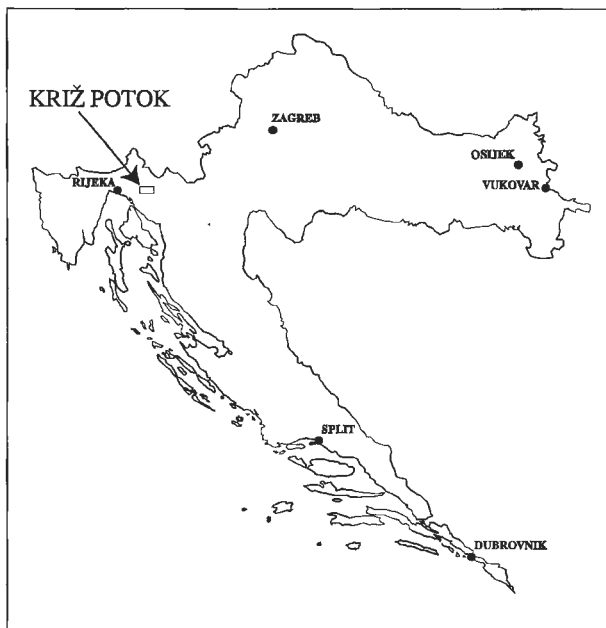 KRIŽ POTOK
ZAGREB
OSIJEK
RIJEKA
VUKOVAR
SPLIT
DUBROVNIK